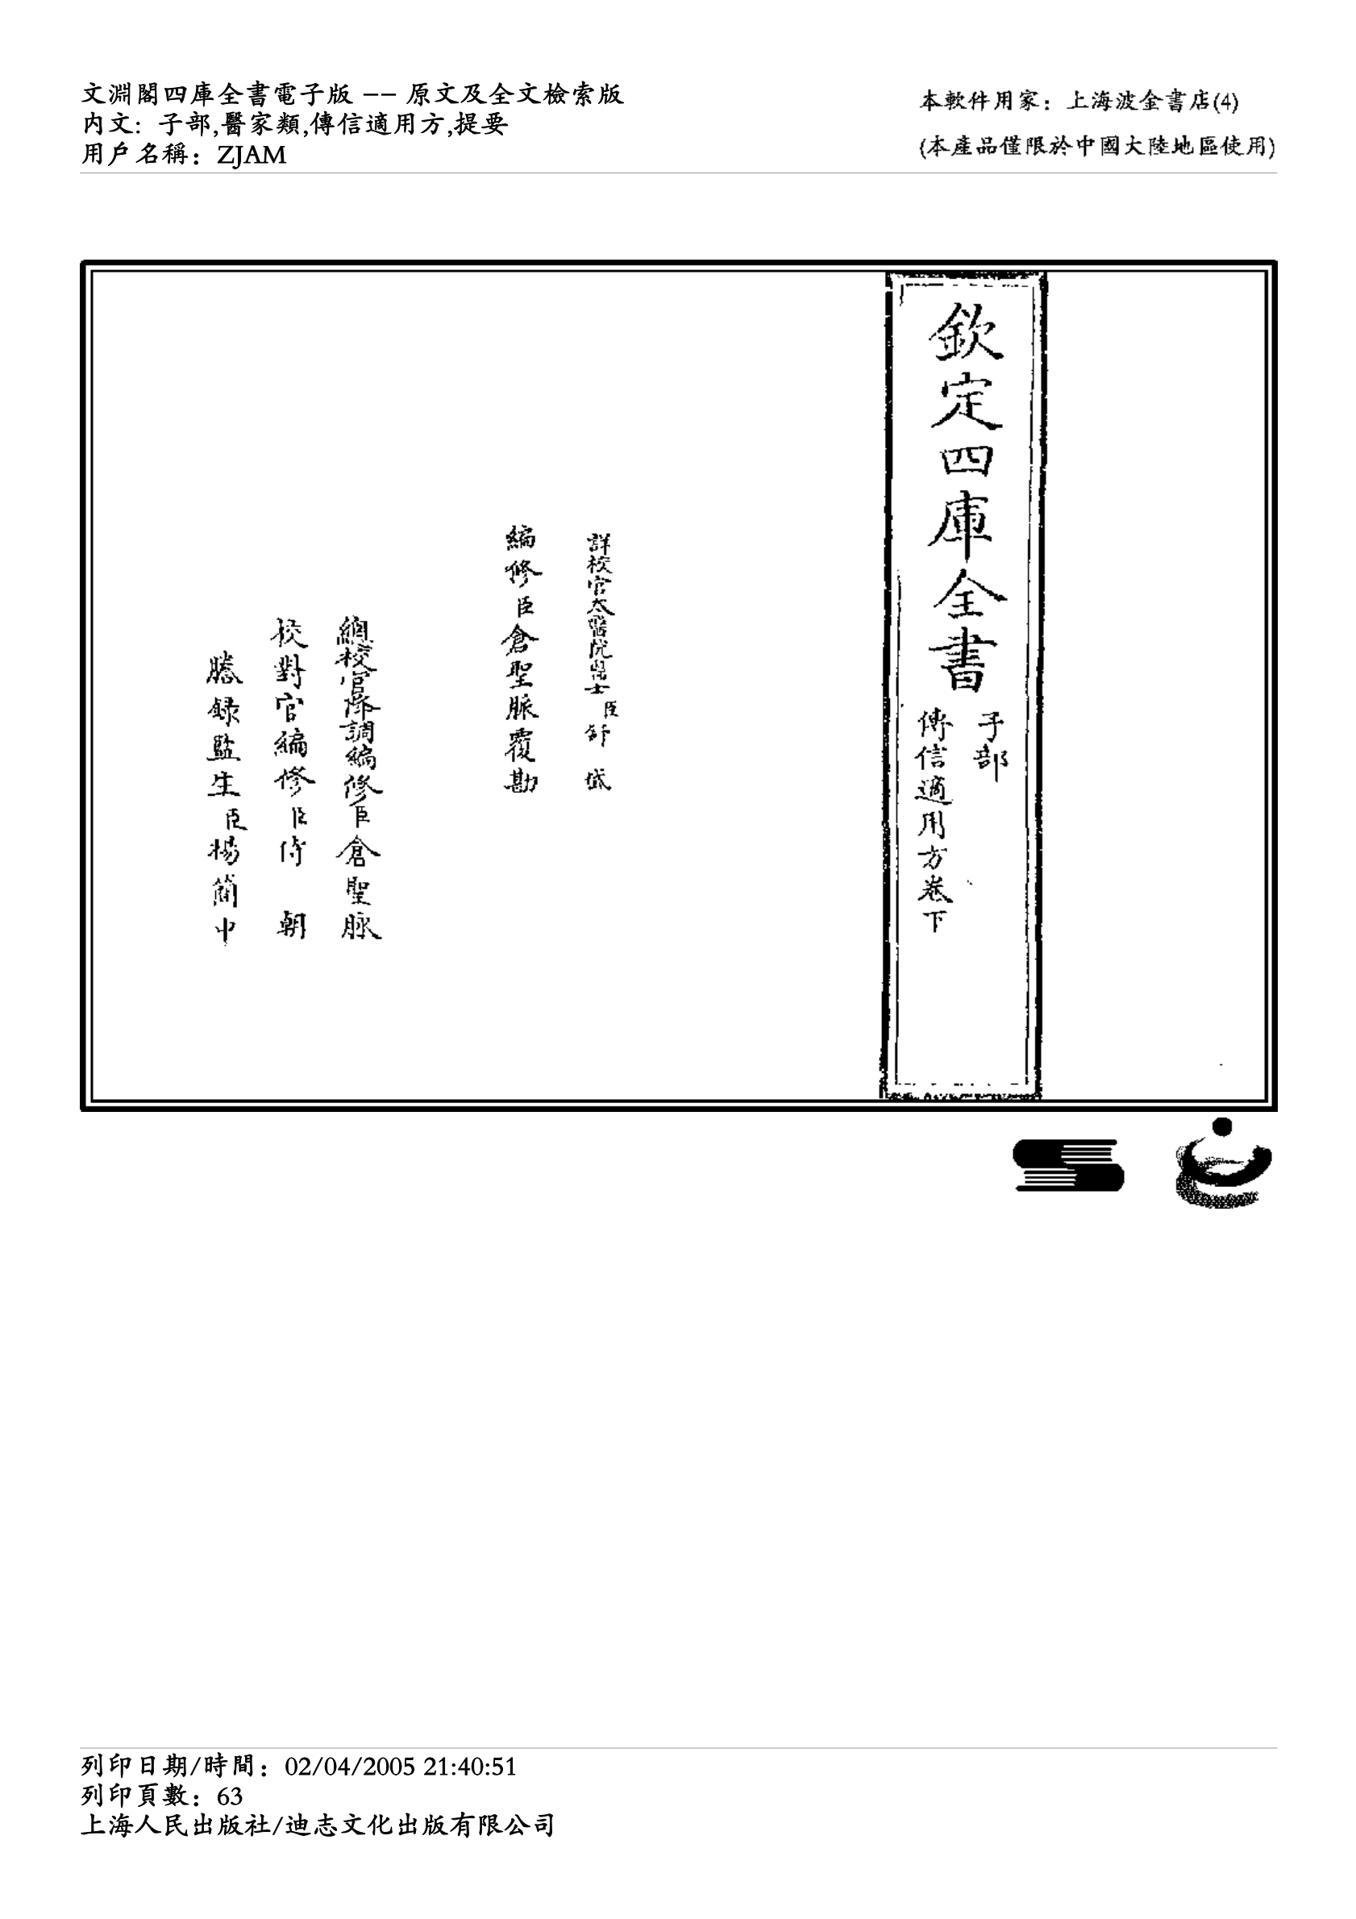 文淵閣四庫全書電子版 -- 原文及全文檢索版
内文: 子部,醫家類,傳信適用方,提要
用戶名稱: ZJAM
本軟件用家: 上海波金書店(4)
(本產品僅限於中國大陸地區使用)
欽定四庫全書
子部
傳信適用方卷下
詳校官太醫院醫士臣舒岱
編修臣倉聖脈覆勘
總校官降調編修臣倉聖脉
校對官編修臣侍朝
謄録監生臣楊簡中
列印日期/時間: 02/04/2005 21:40:51
列印頁數: 63
上海人民出版社/迪志文化出版有限公司